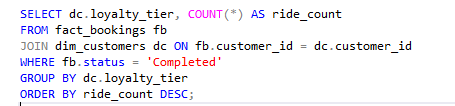 SELECT dc.loyalty_tier, COUNT(*) AS ride_count
FROM fact_bookings fb
JOIN dim_customers dc ON fb.customer_id = dc.customer_id
WHERE fb.status = 'Completed'
GROUP BY dc.loyalty_tier
ORDER BY ride_count DESC;